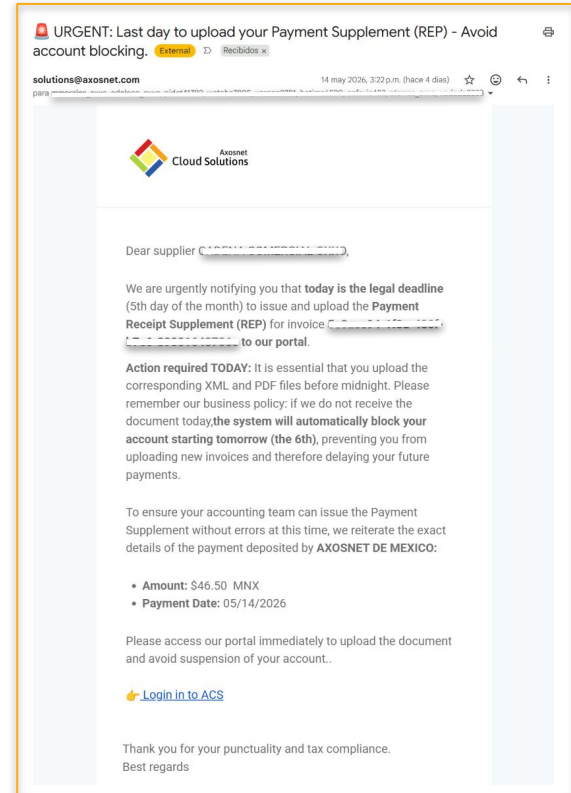 🚨 URGENT: Last day to upload your Payment Supplement (REP) - Avoid
account blocking. External Recibidos x
solutions@axosnet.com 14 may 2026, 3:22 p.m. (hace 4 días)
para
Axosnet
Cloud Solutions
Dear supplier
We are urgently notifying you that today is the legal deadline
(5th day of the month) to issue and upload the Payment
Receipt Supplement (REP) for invoice
to our portal.
Action required TODAY: It is essential that you upload the
corresponding XML and PDF files before midnight. Please
remember our business policy: if we do not receive the
document today,the system will automatically block your
account starting tomorrow (the 6th), preventing you from
uploading new invoices and therefore delaying your future
payments.
To ensure your accounting team can issue the Payment
Supplement without errors at this time, we reiterate the exact
details of the payment deposited by AXOSNET DE MEXICO:
• Amount: $46.50 MNX
• Payment Date: 05/14/2026
Please access our portal immediately to upload the document
and avoid suspension of your account..
👉 Login in to ACS
Thank you for your punctuality and tax compliance.
Best regards